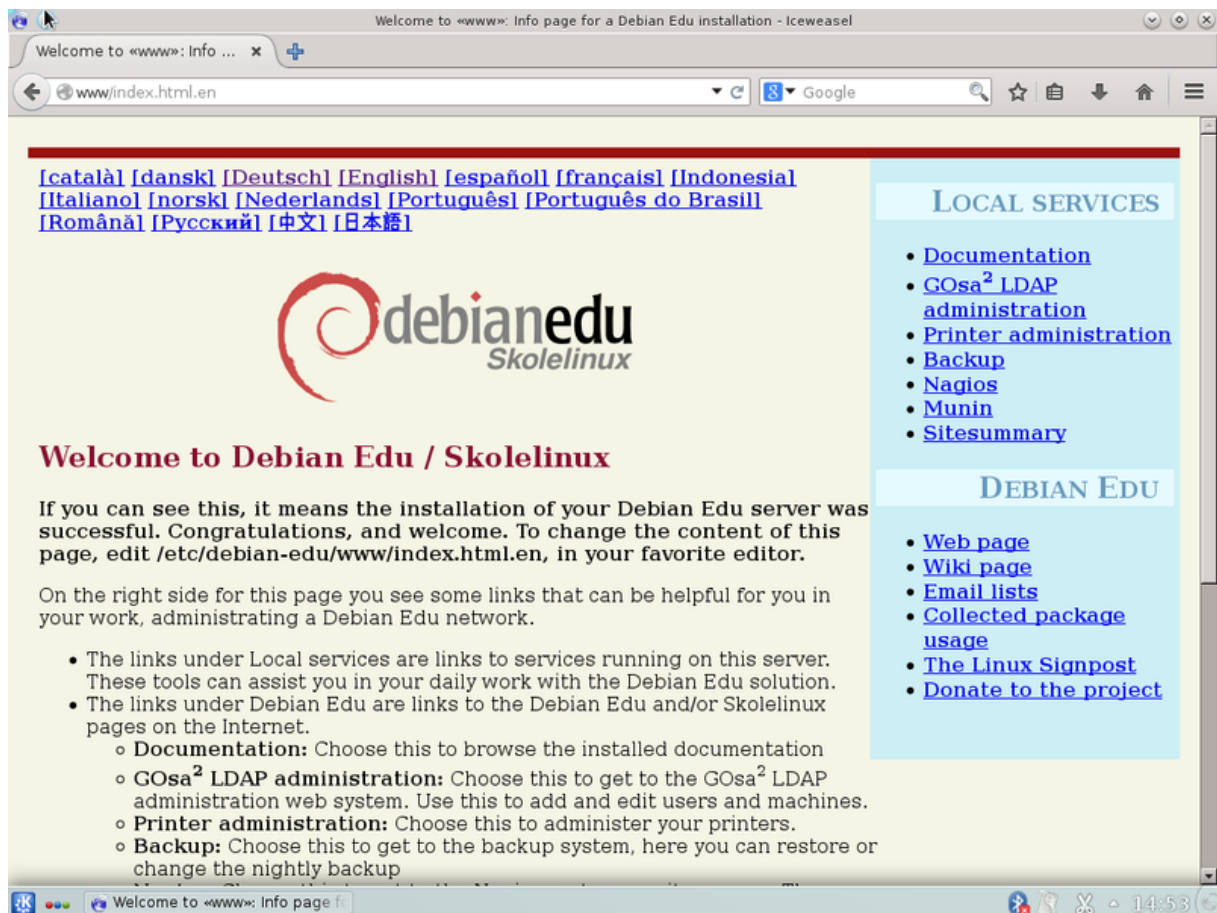 Welcome to «www»: Info page for a Debian Edu installation - Iceweasel
Welcome to «www»: Info ...
www/index.html.en
Google
[català] [dansk] [Deutsch] [English] [español] [français] [Indonesia]
[Italiano] [norsk] [Nederlands] [Português] [Português do Brasil]
[Română] [Русский] [中文] [日本語]
debianedu
Skolelinux
Welcome to Debian Edu / Skolelinux
If you can see this, it means the installation of your Debian Edu server was
successful. Congratulations, and welcome. To change the content of this
page, edit /etc/debian-edu/www/index.html.en, in your favorite editor.
On the right side for this page you see some links that can be helpful for you in
your work, administrating a Debian Edu network.
The links under Local services are links to services running on this server.
These tools can assist you in your daily work with the Debian Edu solution.
The links under Debian Edu are links to the Debian Edu and/or Skolelinux
pages on the Internet.
Documentation: Choose this to browse the installed documentation
GOsa² LDAP administration: Choose this to get to the GOsa² LDAP
administration web system. Use this to add and edit users and machines.
Printer administration: Choose this to administer your printers.
Backup: Choose this to get to the backup system, here you can restore or
change the nightly backup
Local services
Documentation
GOsa² LDAP
administration
Printer administration
Backup
Nagios
Munin
Sitesummary
Debian Edu
Web page
Wiki page
Email lists
Collected package
usage
The Linux Signpost
Donate to the project
Welcome to «www»: Info page f
14:53